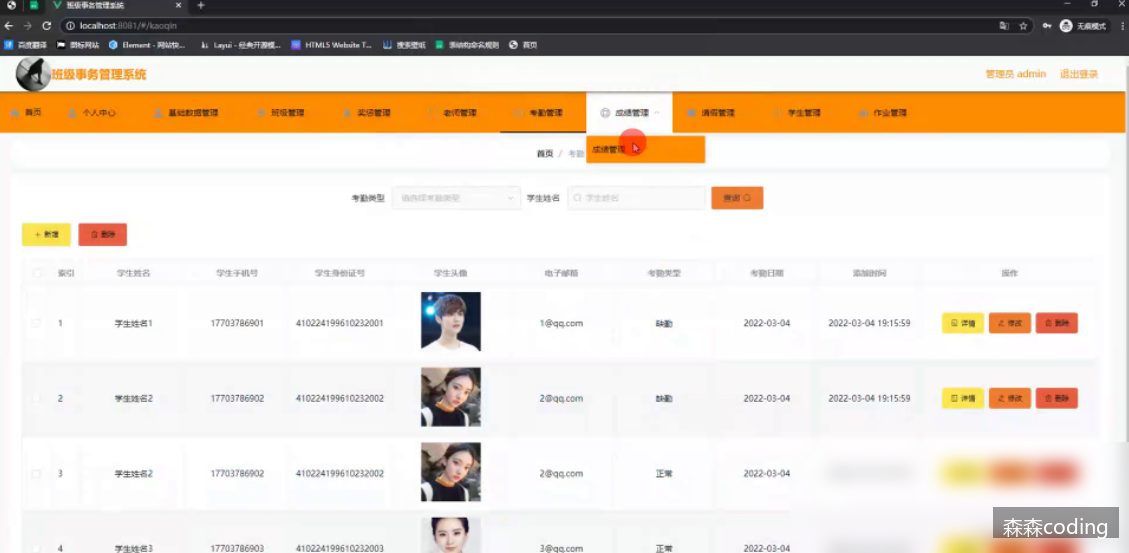 班级事务管理系统
localhost:8081/#/kaoqin
无痕模式
百度翻译 图标网站 Element - 网站快... Layui - 经典开源模... HTML5 Website T... 搜索壁纸 事务的命名规则 首页
班级事务管理系统 管理员 admin 退出登录
首页 个人中心 基础数据管理 班级管理 奖惩管理 老师管理 考勤管理 成绩管理 请假管理 学生管理 作业管理
首页 / 考勤 成绩管理
考勤类型 请选择考勤类型 学生姓名 学生姓名 查询
+ 新增 删除
索引 学生姓名 学生手机号 学生身份证号 学生头像 电子邮箱 考勤类型 考勤日期 添加时间 操作
1 学生姓名1 17703786901 410224199610232001 1@qq.com 缺勤 2022-03-04 2022-03-04 19:15:59 详情 修改 删除
2 学生姓名2 17703786902 410224199610232002 2@qq.com 缺勤 2022-03-04 2022-03-04 19:15:59 详情 修改 删除
3 学生姓名2 17703786902 410224199610232002 2@qq.com 正常 2022-03-04
4 学生姓名3 17703786903 410224199610232003 3@qq.com 正常 2022-03-04
森森coding